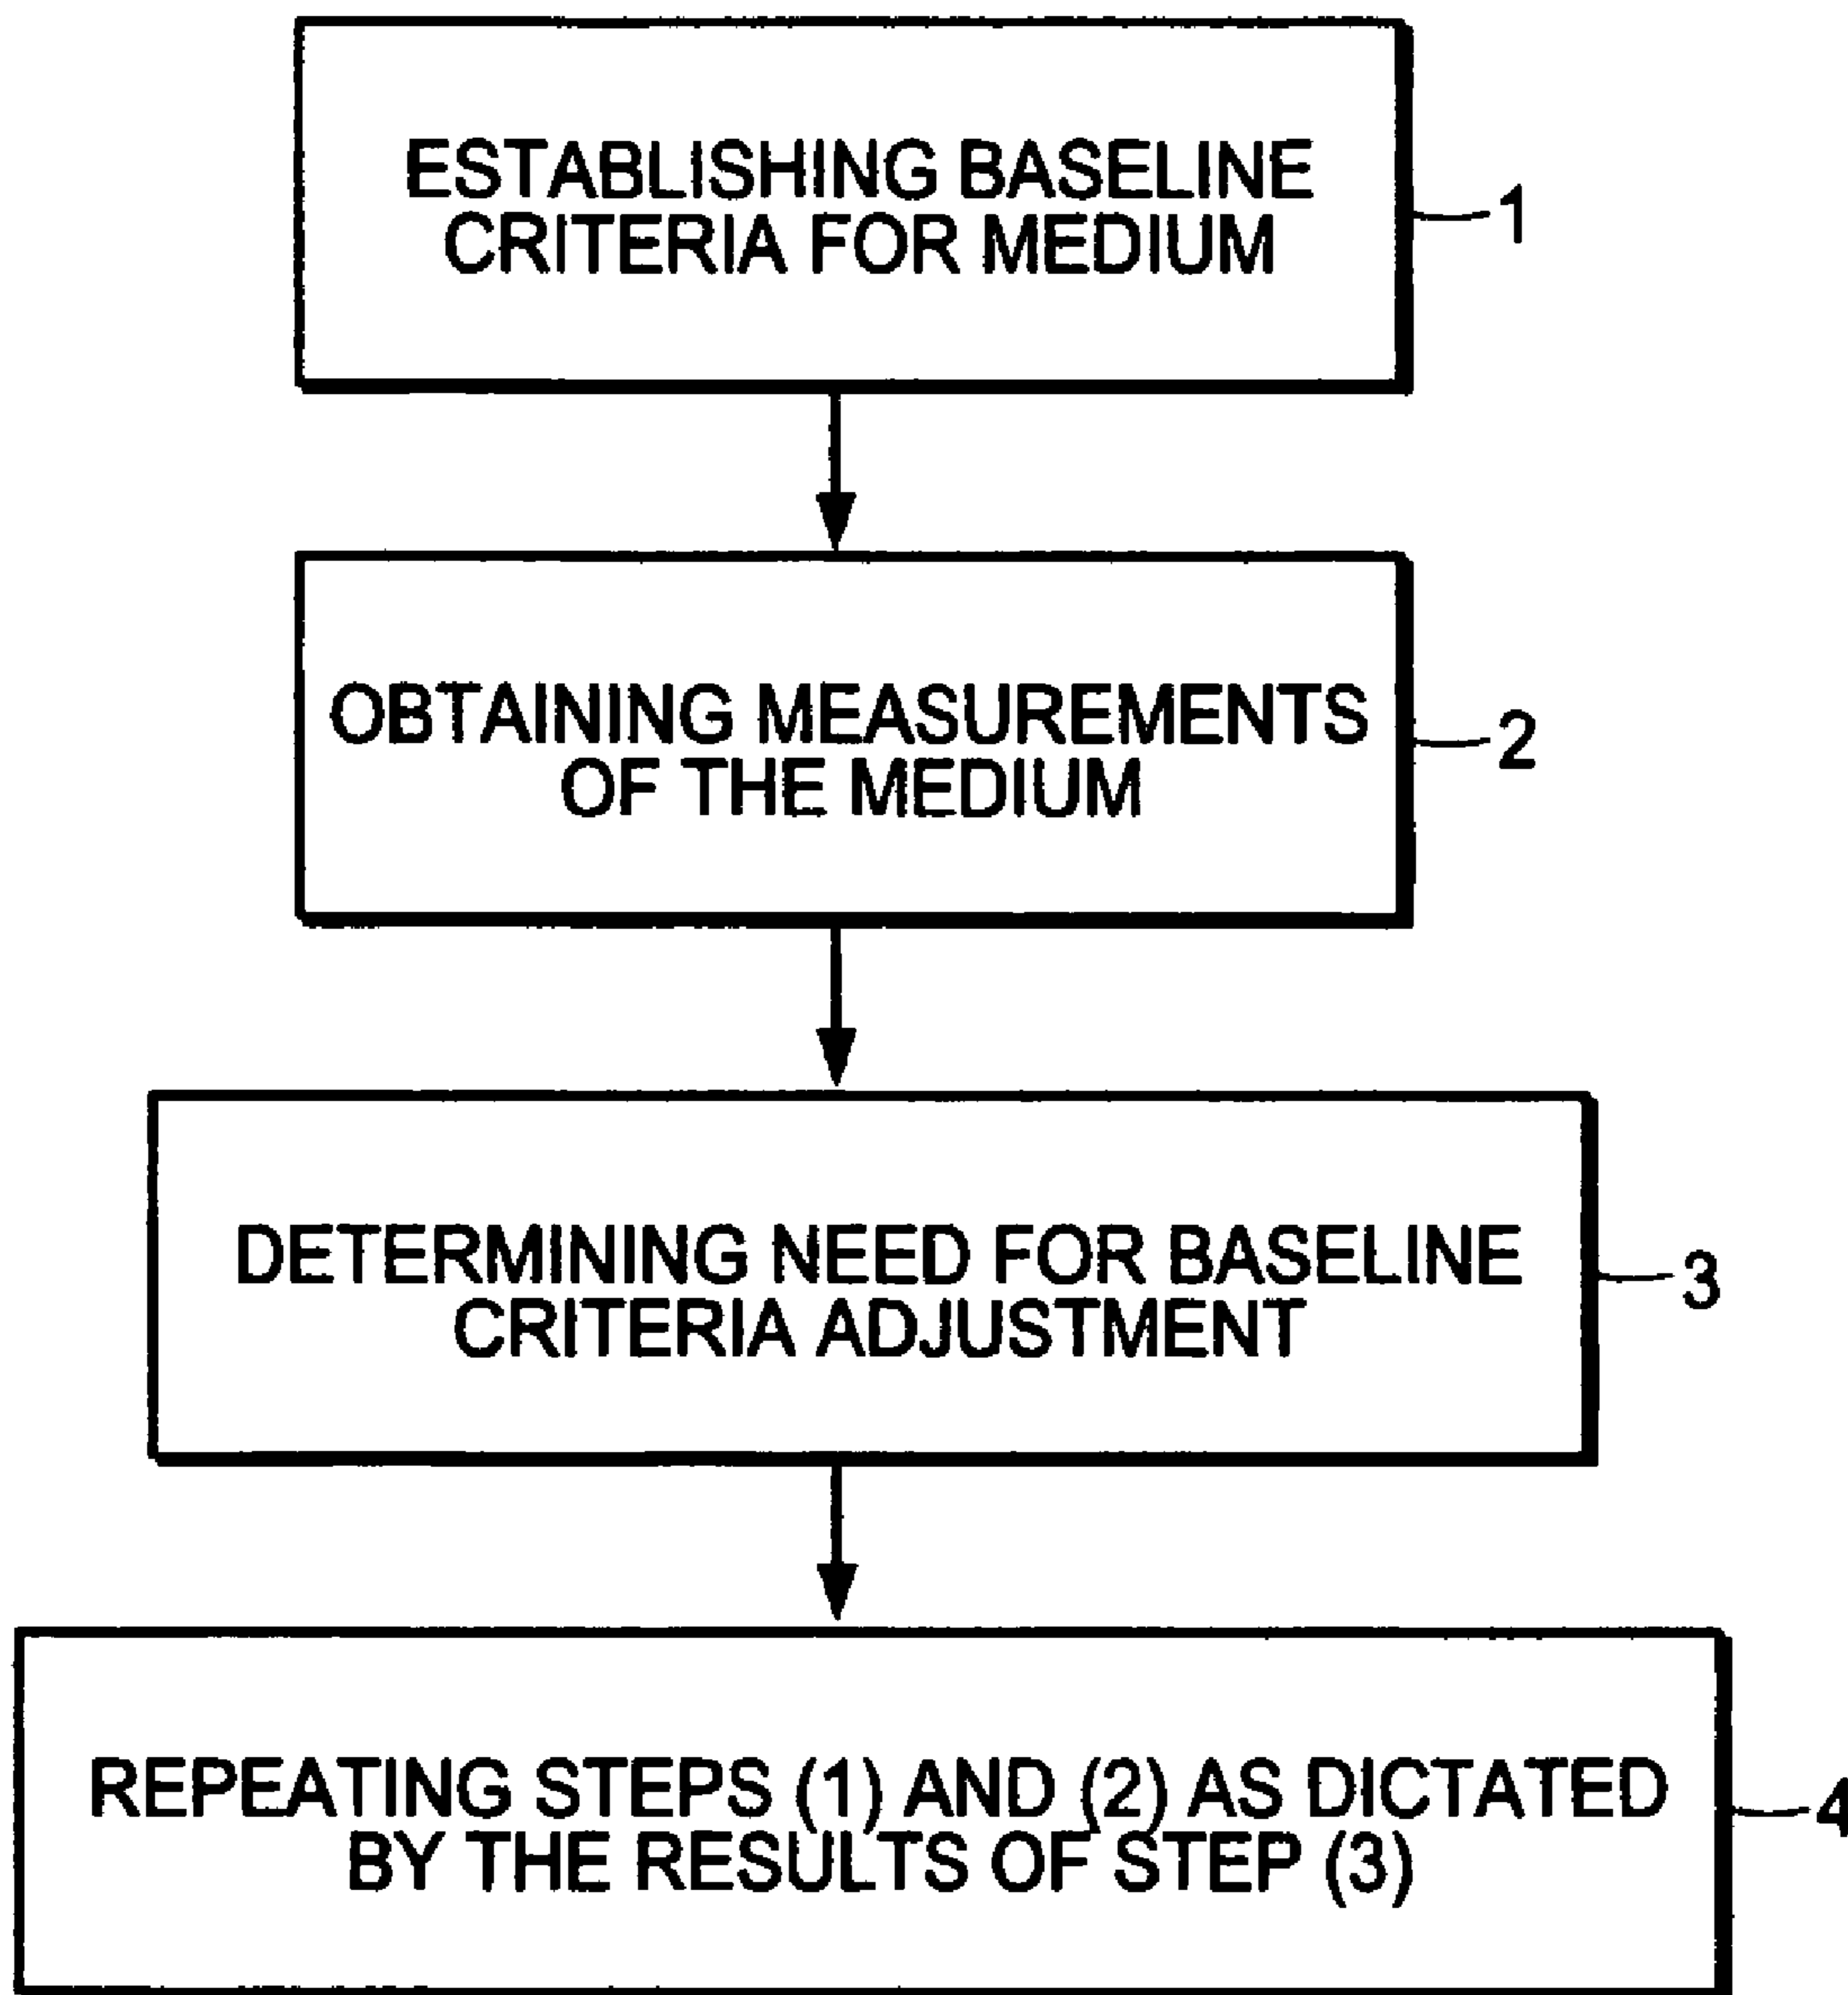 ESTABLISHING BASELINE
CRITERIA FOR MEDIUM
1
OBTAINING MEASUREMENTS
OF THE MEDIUM
2
DETERMINING NEED FOR BASELINE
CRITERIA ADJUSTMENT
3
REPEATING STEPS (1) AND (2) AS DICTATED
BY THE RESULTS OF STEP (3)
4